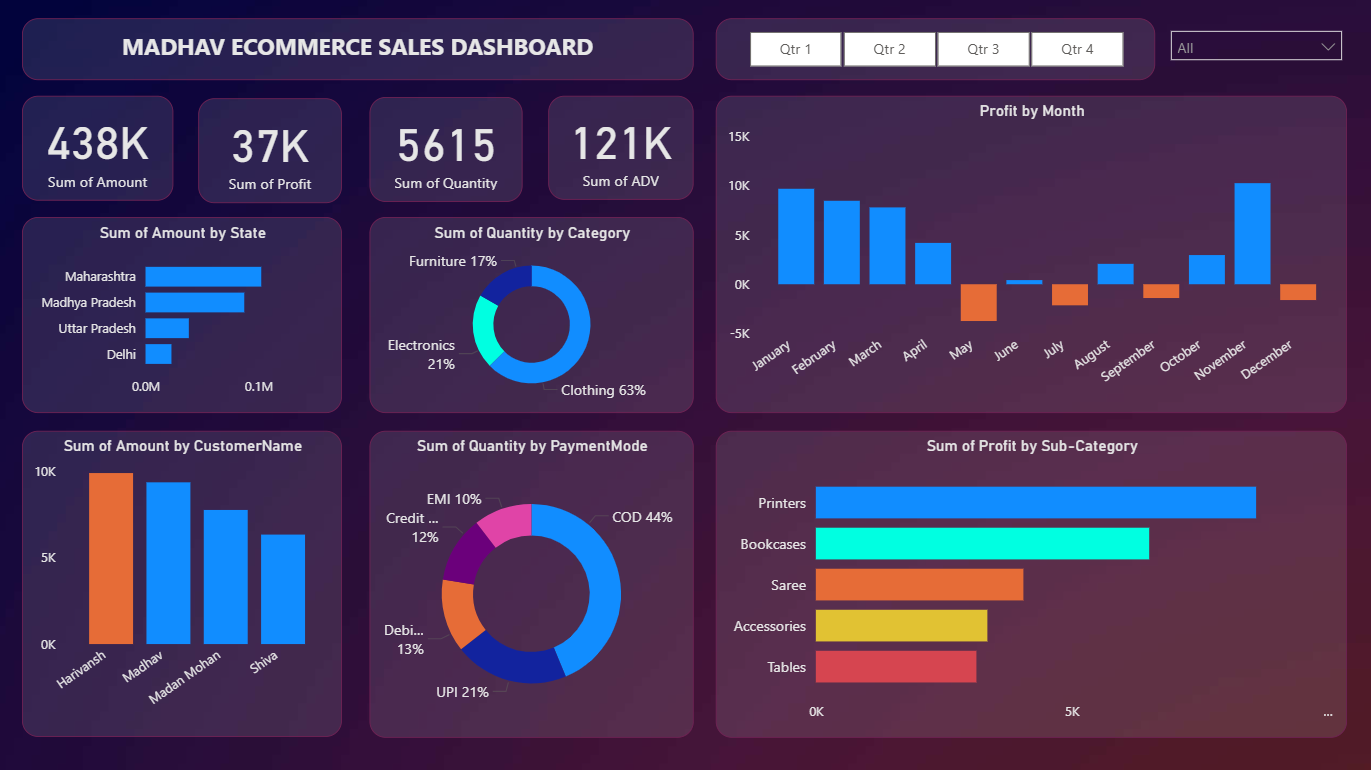 MADHAV ECOMMERCE SALES DASHBOARD
Qtr 1
Qtr 2
Qtr 3
Qtr 4
All
438K
Sum of Amount
37K
Sum of Profit
5615
Sum of Quantity
121K
Sum of ADV
Profit by Month
15K
10K
5K
0K
-5K
January
February
March
April
May
June
July
August
September
October
November
December
Sum of Amount by State
Maharashtra
Madhya Pradesh
Uttar Pradesh
Delhi
0.0M
0.1M
Sum of Quantity by Category
Furniture 17%
Electronics
21%
Clothing 63%
Sum of Amount by CustomerName
10K
5K
0K
Harivansh
Madhav
Madan Mohan
Shiva
Sum of Quantity by PaymentMode
EMI 10%
Credit ...
12%
COD 44%
Debi...
13%
UPI 21%
Sum of Profit by Sub-Category
Printers
Bookcases
Saree
Accessories
Tables
0K
5K
...